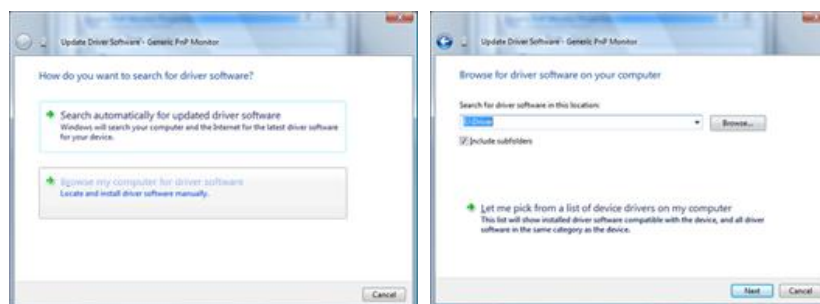 Update Driver Software - Generic PnP Monitor
How do you want to search for driver software?
Search automatically for updated driver software
Windows will search your computer and the Internet for the latest driver software
for your device.
Browse my computer for driver software
Locate and install driver software manually.
Cancel
Update Driver Software - Generic PnP Monitor
Browse for driver software on your computer
Search for driver software in this location:
Browse...
Include subfolders
Let me pick from a list of device drivers on my computer
This list will show installed driver software compatible with the device, and all driver
software in the same category as the device.
Next
Cancel